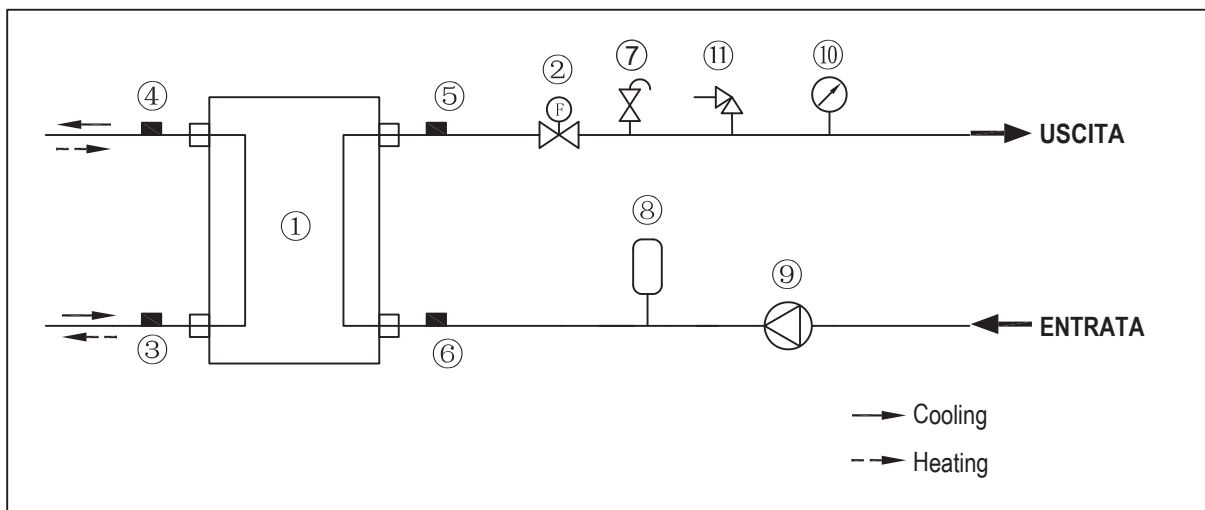 ② ⑦ ⑪ ⑩
④ ⑤ F
USCITA
① ⑧
⑨
ENTRATA
③ ⑥
Cooling
Heating